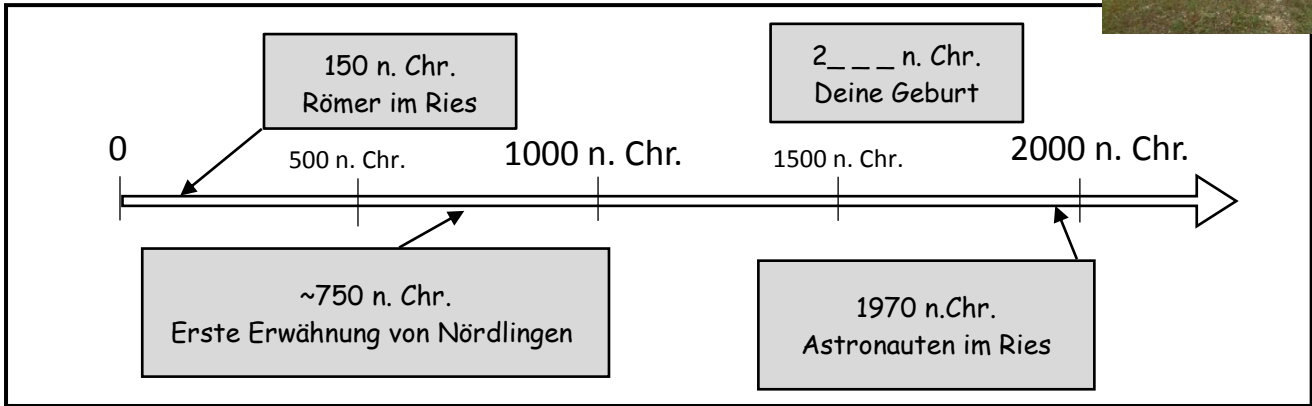 150 n. Chr.
Römer im Ries
2_ _ _ n. Chr.
Deine Geburt
0
500 n. Chr.
1000 n. Chr.
1500 n. Chr.
2000 n. Chr.
~750 n. Chr.
Erste Erwähnung von Nördlingen
1970 n.Chr.
Astronauten im Ries